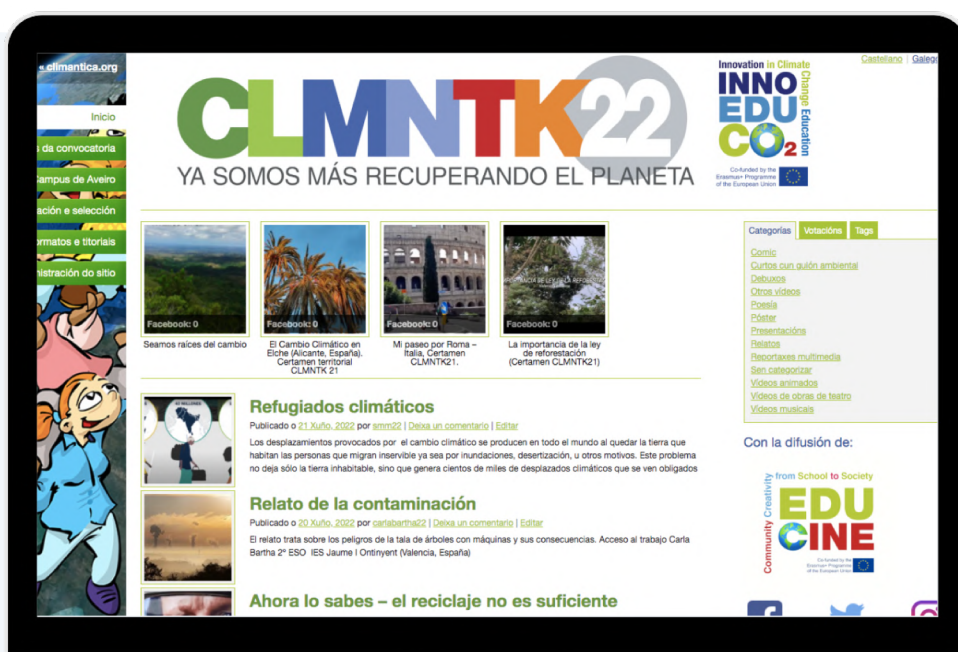 « climantica.org
Inicio
s da convocatoria
Campus de Aveiro
ación e selección
ormatos e titoriais
nistración do sitio
CLMNTK22
YA SOMOS MÁS RECUPERANDO EL PLANETA
Innovation in Climate
Change Education
INNO
EDU
CO2
Co-funded by the
Erasmus+ Programme
of the European Union
Castellano | Galego
Facebook: 0
Seamos raíces del cambio
Facebook: 0
El Cambio Climático en
Elche (Alicante, España).
Certamen territorial
CLMNTK 21
Facebook: 0
Mi paseo por Roma –
Italia, Certamen
CLMNTK21.
Facebook: 0
La importancia de la ley
de reforestación
(Certamen CLMNTK21)
Categorías Votacións Tags
Comic
Curtos cun guión ambiental
Debuxos
Otros vídeos
Poesía
Póster
Presentacións
Relatos
Reportaxes multimedia
Sen categorizar
Vídeos animados
Vídeos de obras de teatro
Vídeos musicais
Refugiados climáticos
Publicado o 21 Xuño, 2022 por smm22 | Deixa un comentario | Editar
Los desplazamientos provocados por el cambio climático se producen en todo el mundo al quedar la tierra que
habitan las personas que migran inservible ya sea por inundaciones, desertización, u otros motivos. Este problema
no deja sólo la tierra inhabitable, sino que genera cientos de miles de desplazados climáticos que se ven obligados
Relato de la contaminación
Publicado o 20 Xuño, 2022 por carlabartha22 | Deixa un comentario | Editar
El relato trata sobre los peligros de la tala de árboles con máquinas y sus consecuencias. Acceso al trabajo Carla
Bartha 2º ESO IES Jaume I Ontinyent (Valencia, España)
Ahora lo sabes – el reciclaje no es suficiente
Con la difusión de:
from School to Society
Community Creativity
EDU
CINE
Co-funded by the
Erasmus+ Programme
of the European Union